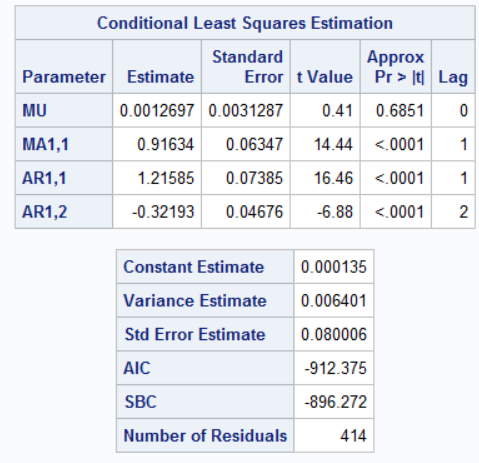 Conditional Least Squares Estimation
Parameter Estimate Standard Error t Value Approx Pr > |t| Lag
MU 0.0012697 0.0031287 0.41 0.6851 0
MA1,1 0.91634 0.06347 14.44 <.0001 1
AR1,1 1.21585 0.07385 16.46 <.0001 1
AR1,2 -0.32193 0.04676 -6.88 <.0001 2
Constant Estimate 0.000135
Variance Estimate 0.006401
Std Error Estimate 0.080006
AIC -912.375
SBC -896.272
Number of Residuals 414